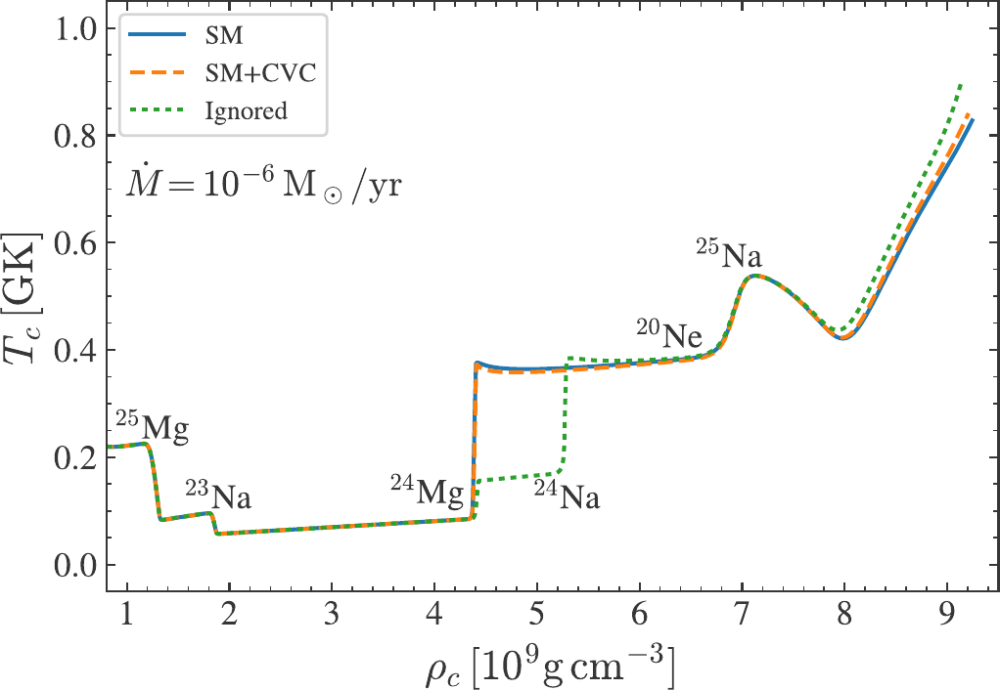 1.0
SM
SM+CVC
Ignored
0.8
Ṁ = 10⁻⁶ M☉/yr
0.6
T_c [GK]
²⁵Na
²⁰Ne
0.4
²⁵Mg
²³Na
²⁴Mg
²⁴Na
0.2
0.0
1 2 3 4 5 6 7 8 9
ρ_c [10⁹ g cm⁻³]